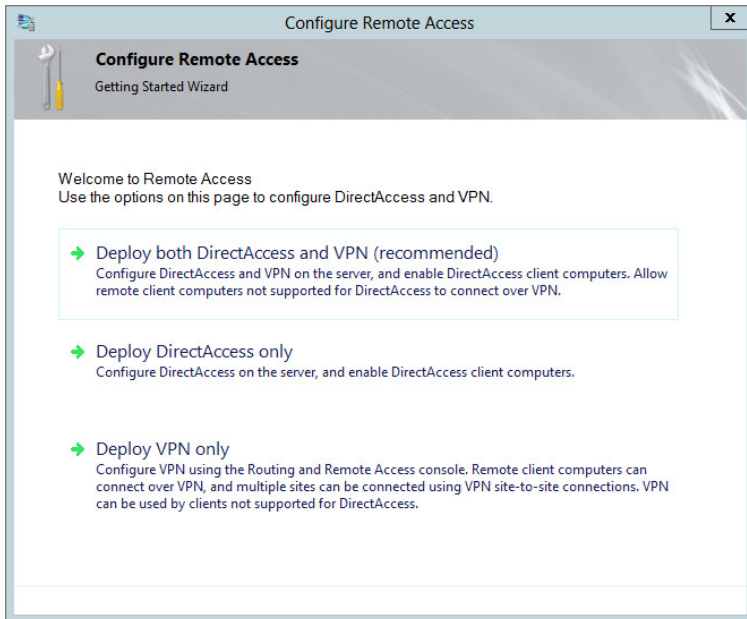 Configure Remote Access
x
Configure Remote Access
Getting Started Wizard
Welcome to Remote Access
Use the options on this page to configure DirectAccess and VPN.
Deploy both DirectAccess and VPN (recommended)
Configure DirectAccess and VPN on the server, and enable DirectAccess client computers. Allow
remote client computers not supported for DirectAccess to connect over VPN.
Deploy DirectAccess only
Configure DirectAccess on the server, and enable DirectAccess client computers.
Deploy VPN only
Configure VPN using the Routing and Remote Access console. Remote client computers can
connect over VPN, and multiple sites can be connected using VPN site-to-site connections. VPN
can be used by clients not supported for DirectAccess.